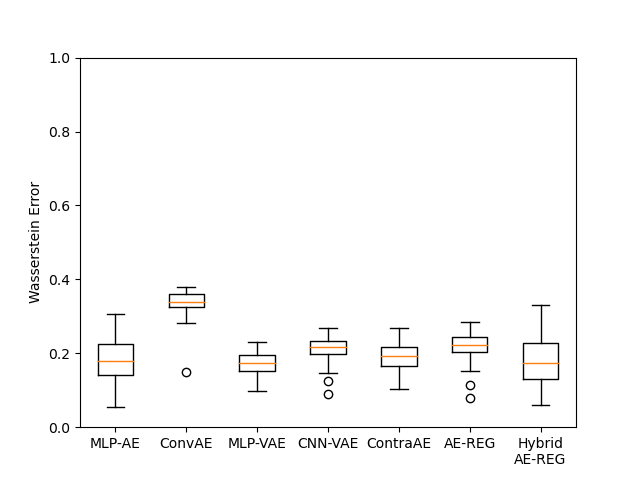 1.0
0.8
0.6
0.4
0.2
0.0
Wasserstein Error
MLP-AE ConvAE MLP-VAE CNN-VAE ContraAE AE-REG Hybrid
AE-REG